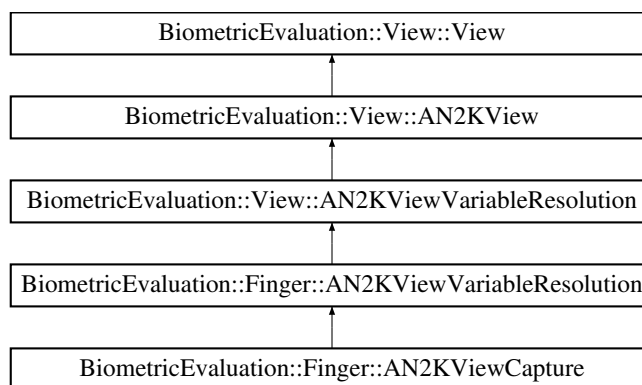 BiometricEvaluation::View::View
BiometricEvaluation::View::AN2KView
BiometricEvaluation::View::AN2KViewVariableResolution
BiometricEvaluation::Finger::AN2KViewVariableResolution
BiometricEvaluation::Finger::AN2KViewCapture